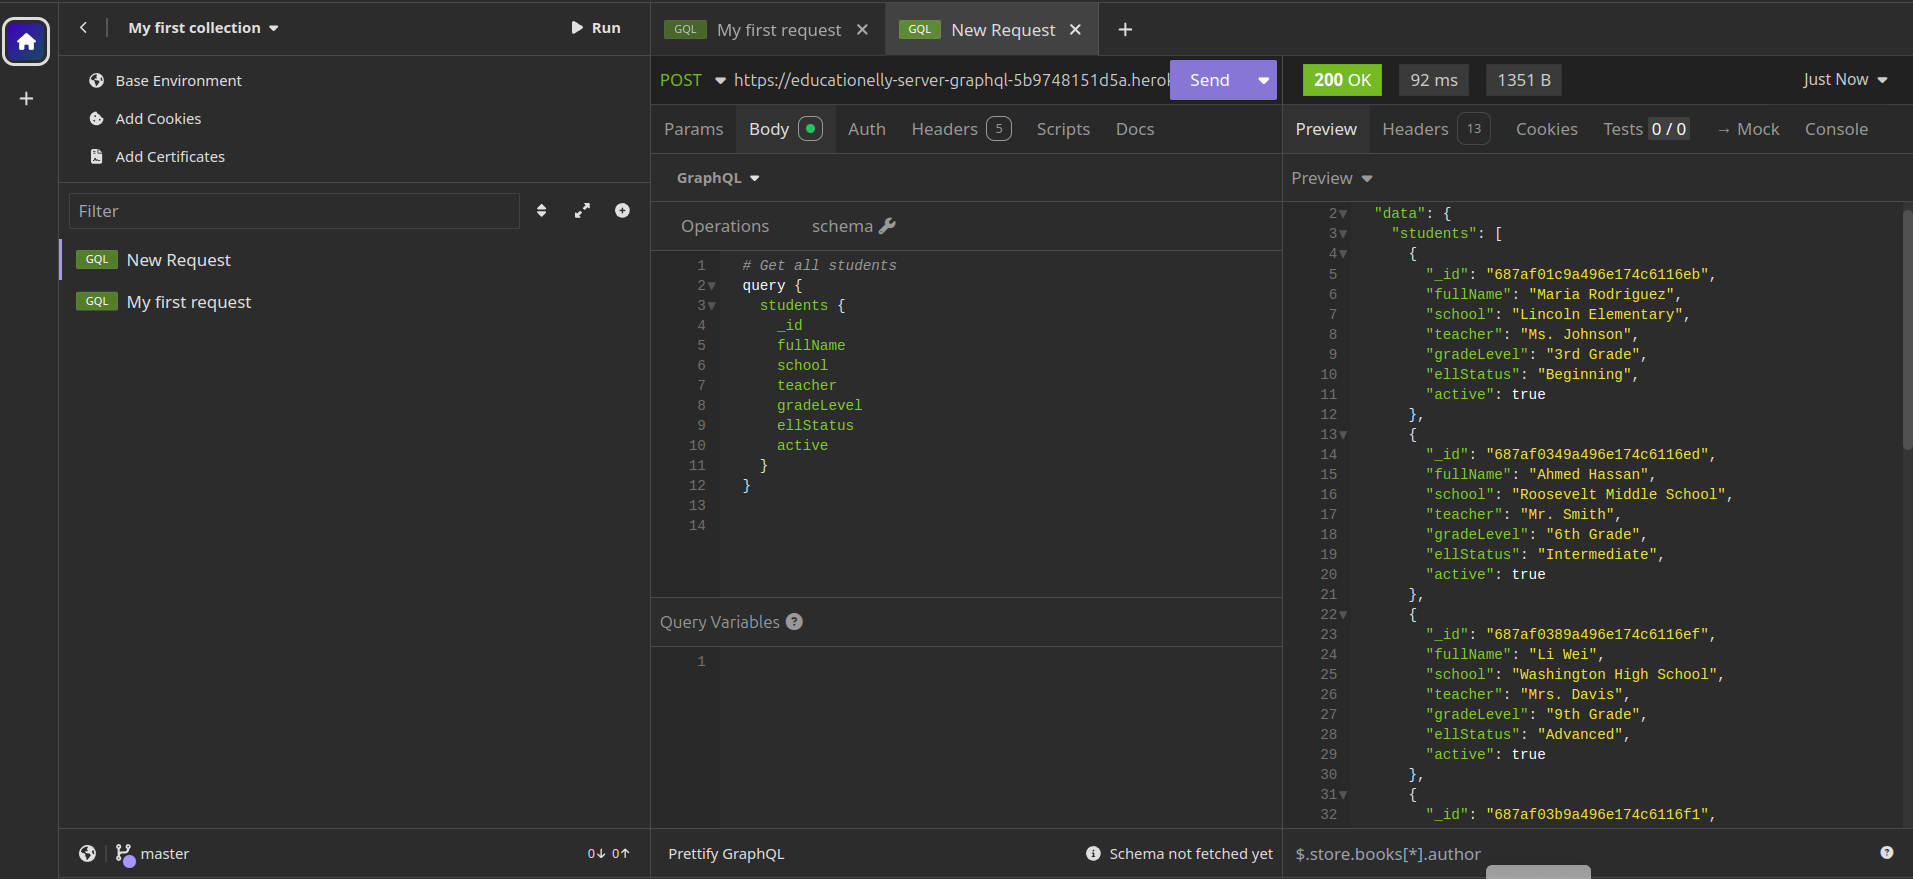 My first collection
Run
Base Environment
Add Cookies
Add Certificates
Filter
GQL New Request
GQL My first request
master
0↓ 0↑
GQL My first request ✕
GQL New Request ✕
+
POST https://educationelly-server-graphql-5b9748151d5a.herok
Send
Params Body Auth Headers 5 Scripts Docs
GraphQL
Operations schema
1 # Get all students
2 query {
3 students {
4 _id
5 fullName
6 school
7 teacher
8 gradeLevel
9 ellStatus
10 active
11 }
12 }
13
14
Query Variables ?
1
Prettify GraphQL
Schema not fetched yet
200 OK 92 ms 1351 B Just Now
Preview Headers 13 Cookies Tests 0 / 0 → Mock Console
Preview
2 "data": {
3 "students": [
4 {
5 "_id": "687af01c9a496e174c6116eb",
6 "fullName": "Maria Rodriguez",
7 "school": "Lincoln Elementary",
8 "teacher": "Ms. Johnson",
9 "gradeLevel": "3rd Grade",
10 "ellStatus": "Beginning",
11 "active": true
12 },
13 {
14 "_id": "687af0349a496e174c6116ed",
15 "fullName": "Ahmed Hassan",
16 "school": "Roosevelt Middle School",
17 "teacher": "Mr. Smith",
18 "gradeLevel": "6th Grade",
19 "ellStatus": "Intermediate",
20 "active": true
21 },
22 {
23 "_id": "687af0389a496e174c6116ef",
24 "fullName": "Li Wei",
25 "school": "Washington High School",
26 "teacher": "Mrs. Davis",
27 "gradeLevel": "9th Grade",
28 "ellStatus": "Advanced",
29 "active": true
30 },
31 {
32 "_id": "687af03b9a496e174c6116f1",
$.store.books[*].author
?